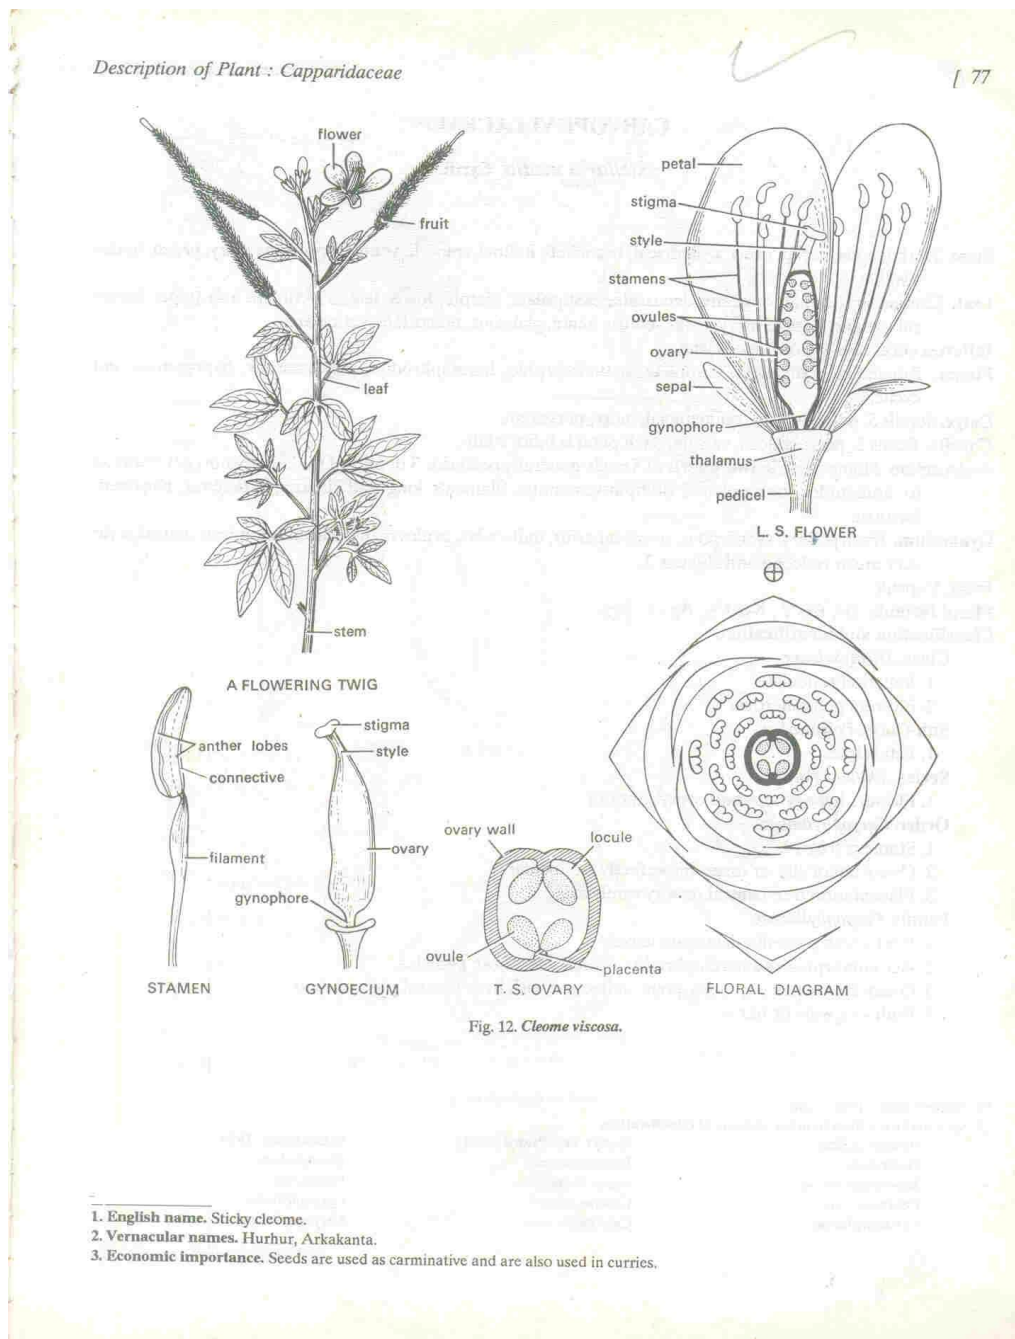 Description of Plant : Capparidaceae
[ 77
flower
fruit
leaf
stem
A FLOWERING TWIG
petal
stigma
style
stamens
ovules
ovary
sepal
gynophore
thalamus
pedicel
L. S. FLOWER
anther lobes
connective
filament
STAMEN
stigma
style
ovary
gynophore
GYNOECIUM
ovary wall
locule
ovule
placenta
T. S. OVARY
FLORAL DIAGRAM
Fig. 12. Cleome viscosa.
1. English name. Sticky cleome.
2. Vernacular names. Hurhur, Arkakanta.
3. Economic importance. Seeds are used as carminative and are also used in curries.